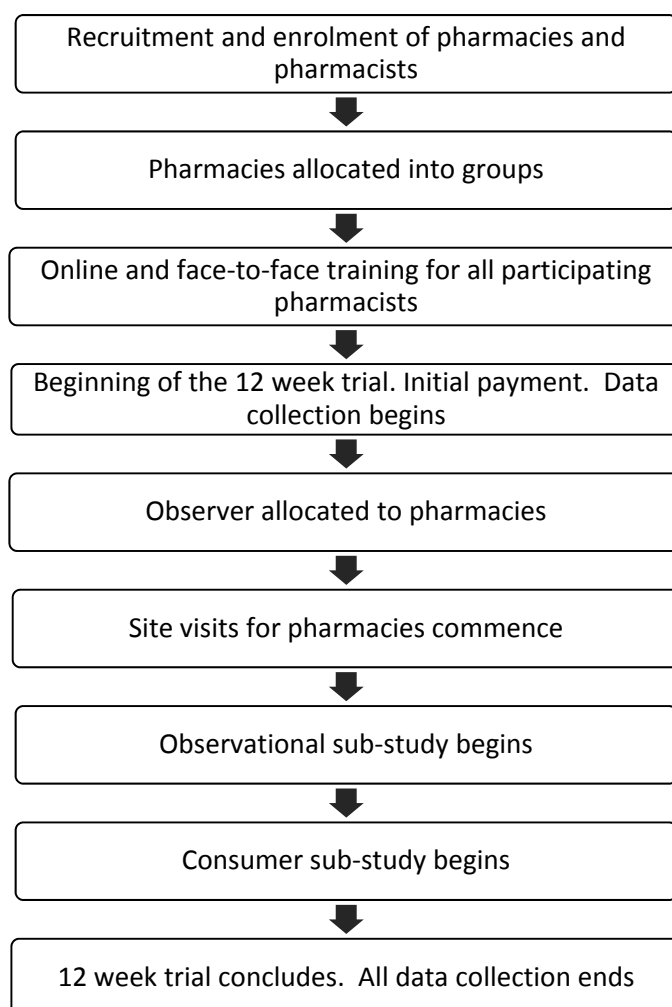 Recruitment and enrolment of pharmacies and
pharmacists
Pharmacies allocated into groups
Online and face-to-face training for all participating
pharmacists
Beginning of the 12 week trial. Initial payment.  Data
collection begins
Observer allocated to pharmacies
Site visits for pharmacies commence
Observational sub-study begins
Consumer sub-study begins
12 week trial concludes.  All data collection ends